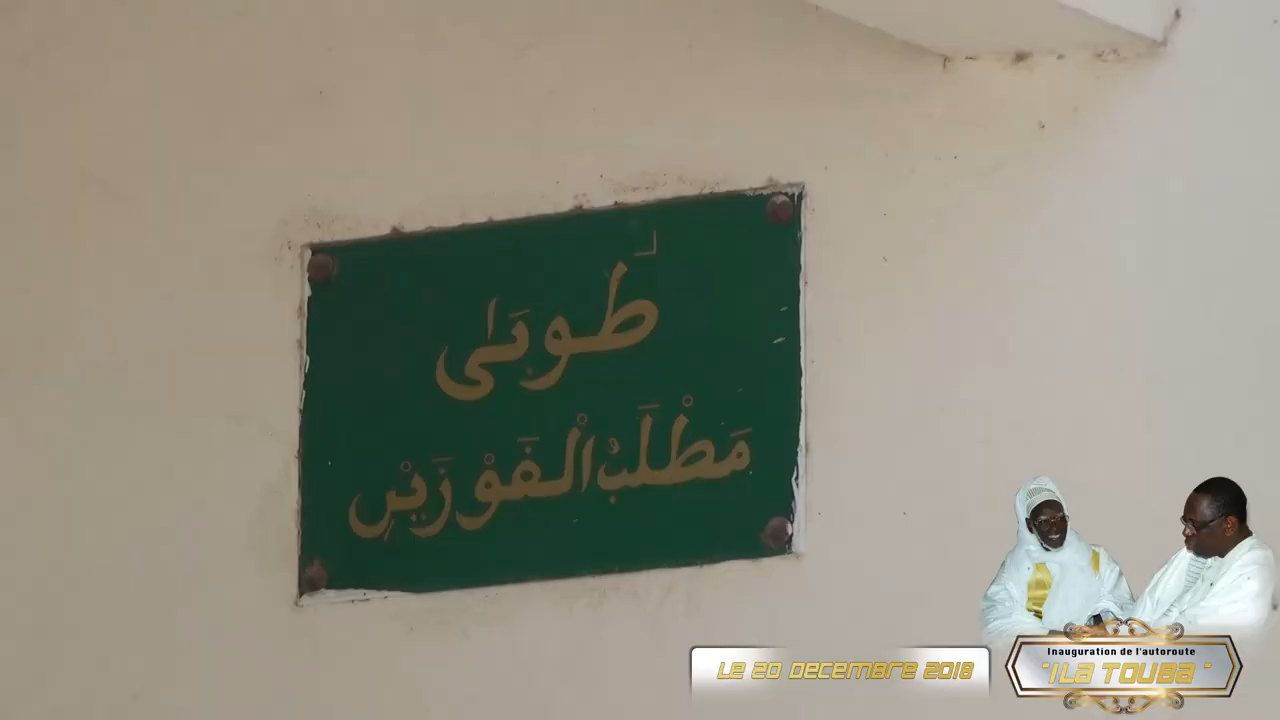 طُوبَىٰ
مَطْلَبُ الْفَوْزَيْنِ
LE 20 DECEMBRE 2018
Inauguration de l'autoroute
"ILA TOUBA"